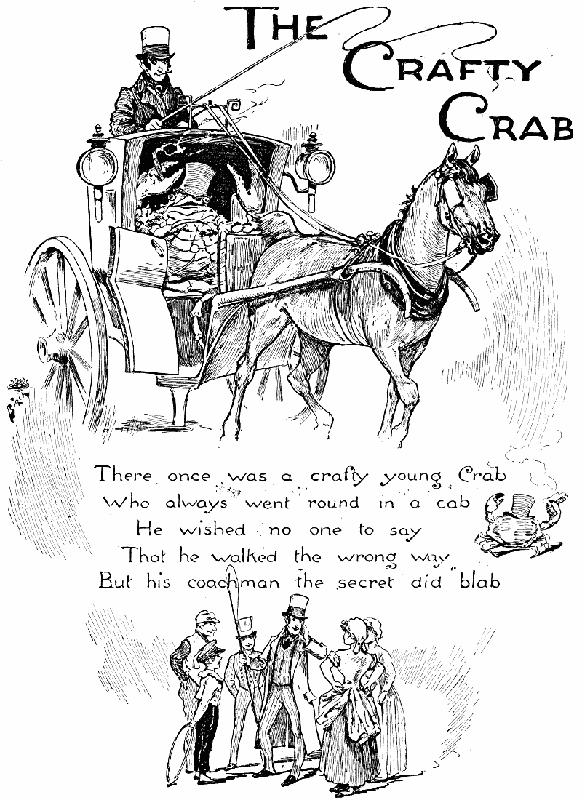 THE
CRAFTY
CRAB
There once was a crafty young Crab
Who always went round in a cab
He wished no one to say
That he walked the wrong way
But his coachman the secret did blab